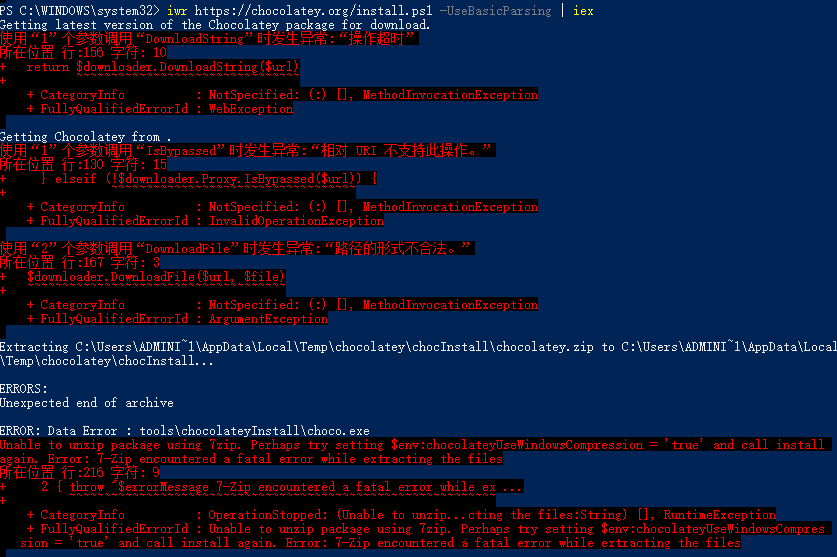 PS C:\WINDOWS\system32> iwr https://chocolatey.org/install.ps1 -UseBasicParsing | iex
Getting latest version of the Chocolatey package for download.
使用“1”个参数调用“DownloadString”时发生异常:“操作超时”
所在位置 行:156 字符: 10
+   return $downloader.DownloadString($url)
+
    + CategoryInfo          : NotSpecified: (:) [], MethodInvocationException
    + FullyQualifiedErrorId : WebException
Getting Chocolatey from .
使用“1”个参数调用“IsBypassed”时发生异常:“相对 URI 不支持此操作。”
所在位置 行:130 字符: 15
+     } elseif (!$downloader.Proxy.IsBypassed($url)) {
+
    + CategoryInfo          : NotSpecified: (:) [], MethodInvocationException
    + FullyQualifiedErrorId : InvalidOperationException
使用“2”个参数调用“DownloadFile”时发生异常:“路径的形式不合法。”
所在位置 行:167 字符: 3
+   $downloader.DownloadFile($url, $file)
+
    + CategoryInfo          : NotSpecified: (:) [], MethodInvocationException
    + FullyQualifiedErrorId : ArgumentException
Extracting C:\Users\ADMINI~1\AppData\Local\Temp\chocolatey\chocInstall\chocolatey.zip to C:\Users\ADMINI~1\AppData\Local
\Temp\chocolatey\chocInstall...
ERRORS:
Unexpected end of archive
ERROR: Data Error : tools\chocolateyInstall\choco.exe
Unable to unzip package using 7zip. Perhaps try setting $env:chocolateyUseWindowsCompression = 'true' and call install
again. Error: 7-Zip encountered a fatal error while extracting the files
所在位置 行:216 字符: 9
+     2 { throw "$errorMessage 7-Zip encountered a fatal error while ex ...
+
    + CategoryInfo          : OperationStopped: (Unable to unzip...cting the files:String) [], RuntimeException
    + FullyQualifiedErrorId : Unable to unzip package using 7zip. Perhaps try setting $env:chocolateyUseWindowsCompres
   sion = 'true' and call install again. Error: 7-Zip encountered a fatal error while extracting the files